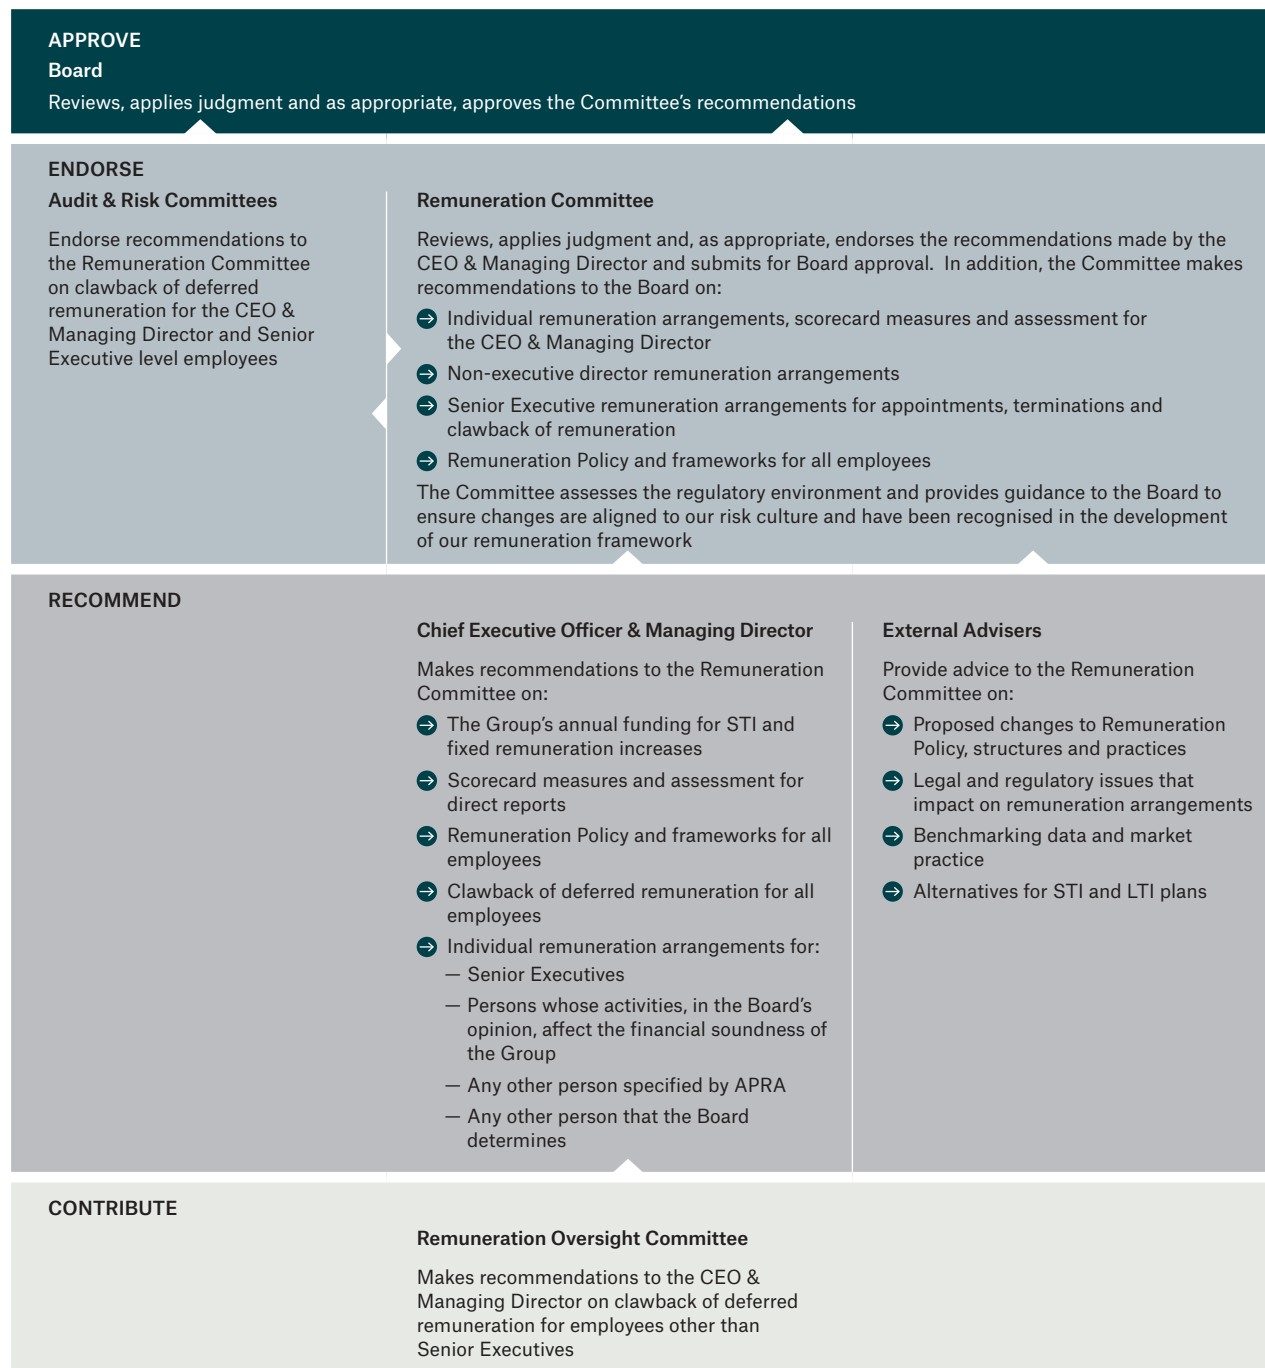 APPROVE
Board
Reviews, applies judgment and as appropriate, approves the Committee's recommendations
ENDORSE
Audit & Risk Committees
Endorse recommendations to
the Remuneration Committee
on clawback of deferred
remuneration for the CEO &
Managing Director and Senior
Executive level employees
Remuneration Committee
Reviews, applies judgment and, as appropriate, endorses the recommendations made by the
CEO & Managing Director and submits for Board approval.  In addition, the Committee makes
recommendations to the Board on:
Individual remuneration arrangements, scorecard measures and assessment for
the CEO & Managing Director
Non-executive director remuneration arrangements
Senior Executive remuneration arrangements for appointments, terminations and
clawback of remuneration
Remuneration Policy and frameworks for all employees
The Committee assesses the regulatory environment and provides guidance to the Board to
ensure changes are aligned to our risk culture and have been recognised in the development
of our remuneration framework
RECOMMEND
Chief Executive Officer & Managing Director
Makes recommendations to the Remuneration
Committee on:
The Group's annual funding for STI and
fixed remuneration increases
Scorecard measures and assessment for
direct reports
Remuneration Policy and frameworks for all
employees
Clawback of deferred remuneration for all
employees
Individual remuneration arrangements for:
— Senior Executives
— Persons whose activities, in the Board's
opinion, affect the financial soundness of
the Group
— Any other person specified by APRA
— Any other person that the Board
determines
External Advisers
Provide advice to the Remuneration
Committee on:
Proposed changes to Remuneration
Policy, structures and practices
Legal and regulatory issues that
impact on remuneration arrangements
Benchmarking data and market
practice
Alternatives for STI and LTI plans
CONTRIBUTE
Remuneration Oversight Committee
Makes recommendations to the CEO &
Managing Director on clawback of deferred
remuneration for employees other than
Senior Executives